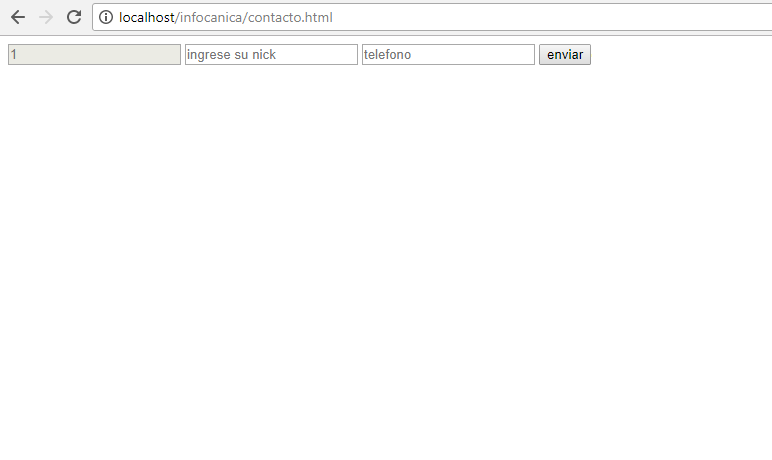 localhost/infocanica/contacto.html
1 ingrese su nick telefono enviar